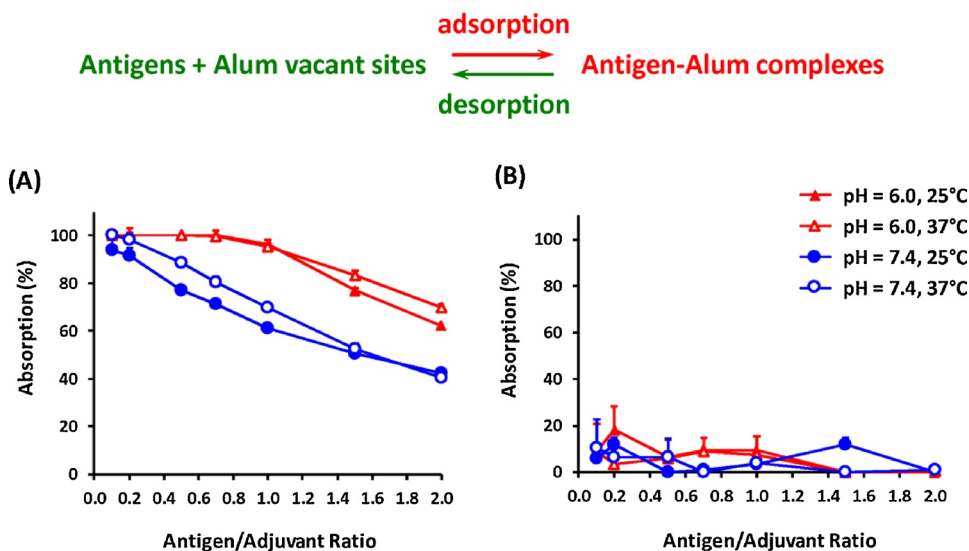 adsorption
Antigens + Alum vacant sites
Antigen-Alum complexes
desorption
(A)
100
80
60
40
20
0
Absorption (%)
0.0 0.2 0.4 0.6 0.8 1.0 1.2 1.4 1.6 1.8 2.0
Antigen/Adjuvant Ratio
(B)
pH = 6.0, 25°C
pH = 6.0, 37°C
pH = 7.4, 25°C
pH = 7.4, 37°C
100
80
60
40
20
0
Absorption (%)
0.0 0.2 0.4 0.6 0.8 1.0 1.2 1.4 1.6 1.8 2.0
Antigen/Adjuvant Ratio